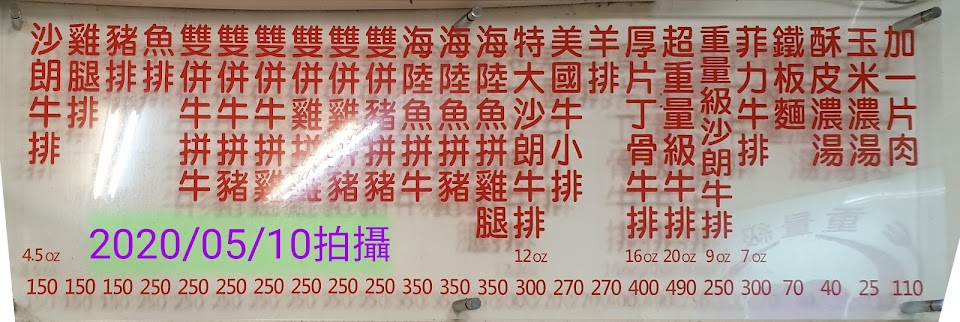 沙朗牛排 4.5oz 150
雞腿排 150
豬排 150
魚排 250
雙併牛拼牛 250
雙併牛拼豬 250
雙併牛拼雞 250
雙併雞拼雞 250
雙併雞拼豬 250
雙併豬拼豬 250
海陸魚拼牛 350
海陸魚拼豬 350
海陸魚拼雞腿 350
特大沙朗牛排 12oz 300
美國牛小排 270
羊排 270
厚片丁骨牛排 16oz 400
超重量級牛排 20oz 490
重量級沙朗牛排 9oz 250
菲力牛排 7oz 300
鐵板麵 70
酥皮濃湯 40
玉米濃湯 25
加一片肉 110
2020/05/10拍攝